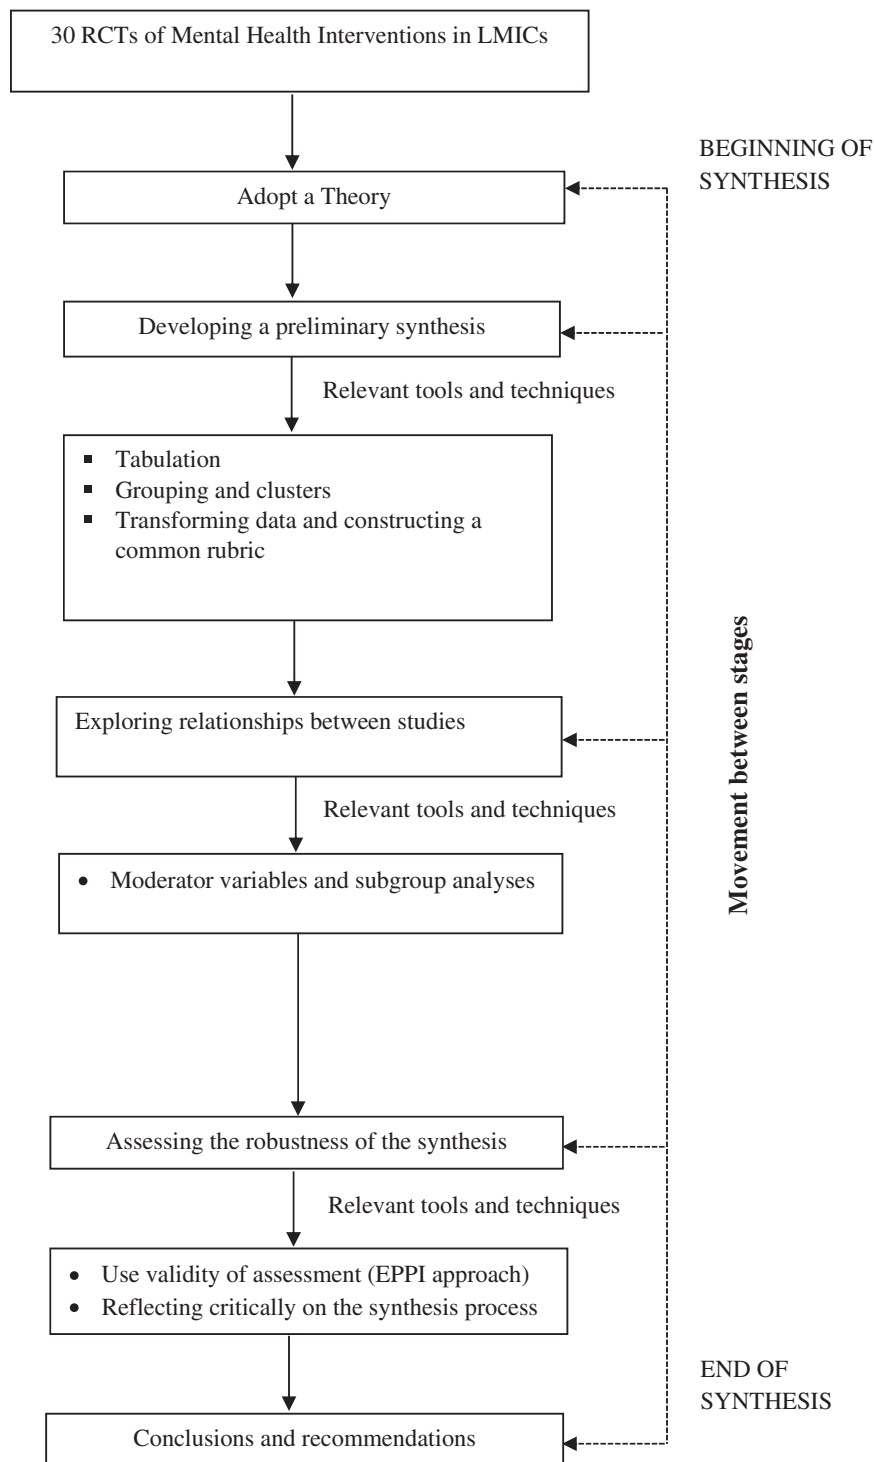 30 RCTs of Mental Health Interventions in LMICs
BEGINNING OF
SYNTHESIS
Adopt a Theory
Developing a preliminary synthesis
Relevant tools and techniques
▪ Tabulation
▪ Grouping and clusters
▪ Transforming data and constructing a
common rubric
Movement between stages
Exploring relationships between studies
Relevant tools and techniques
• Moderator variables and subgroup analyses
Assessing the robustness of the synthesis
Relevant tools and techniques
• Use validity of assessment (EPPI approach)
• Reflecting critically on the synthesis process
END OF
SYNTHESIS
Conclusions and recommendations